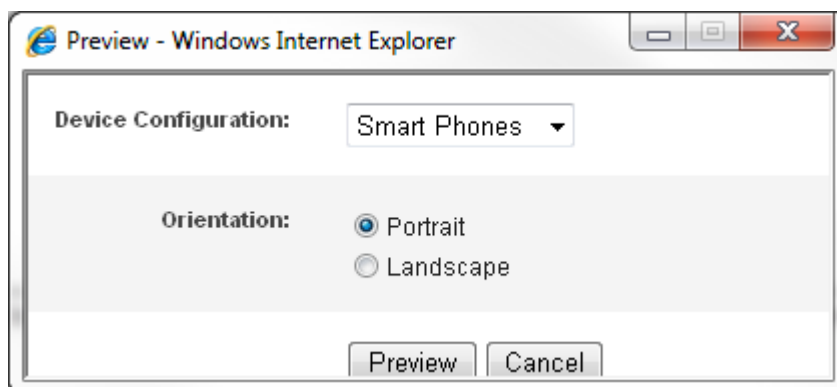 Preview - Windows Internet Explorer
Device Configuration: Smart Phones
Orientation: Portrait
Landscape
Preview Cancel